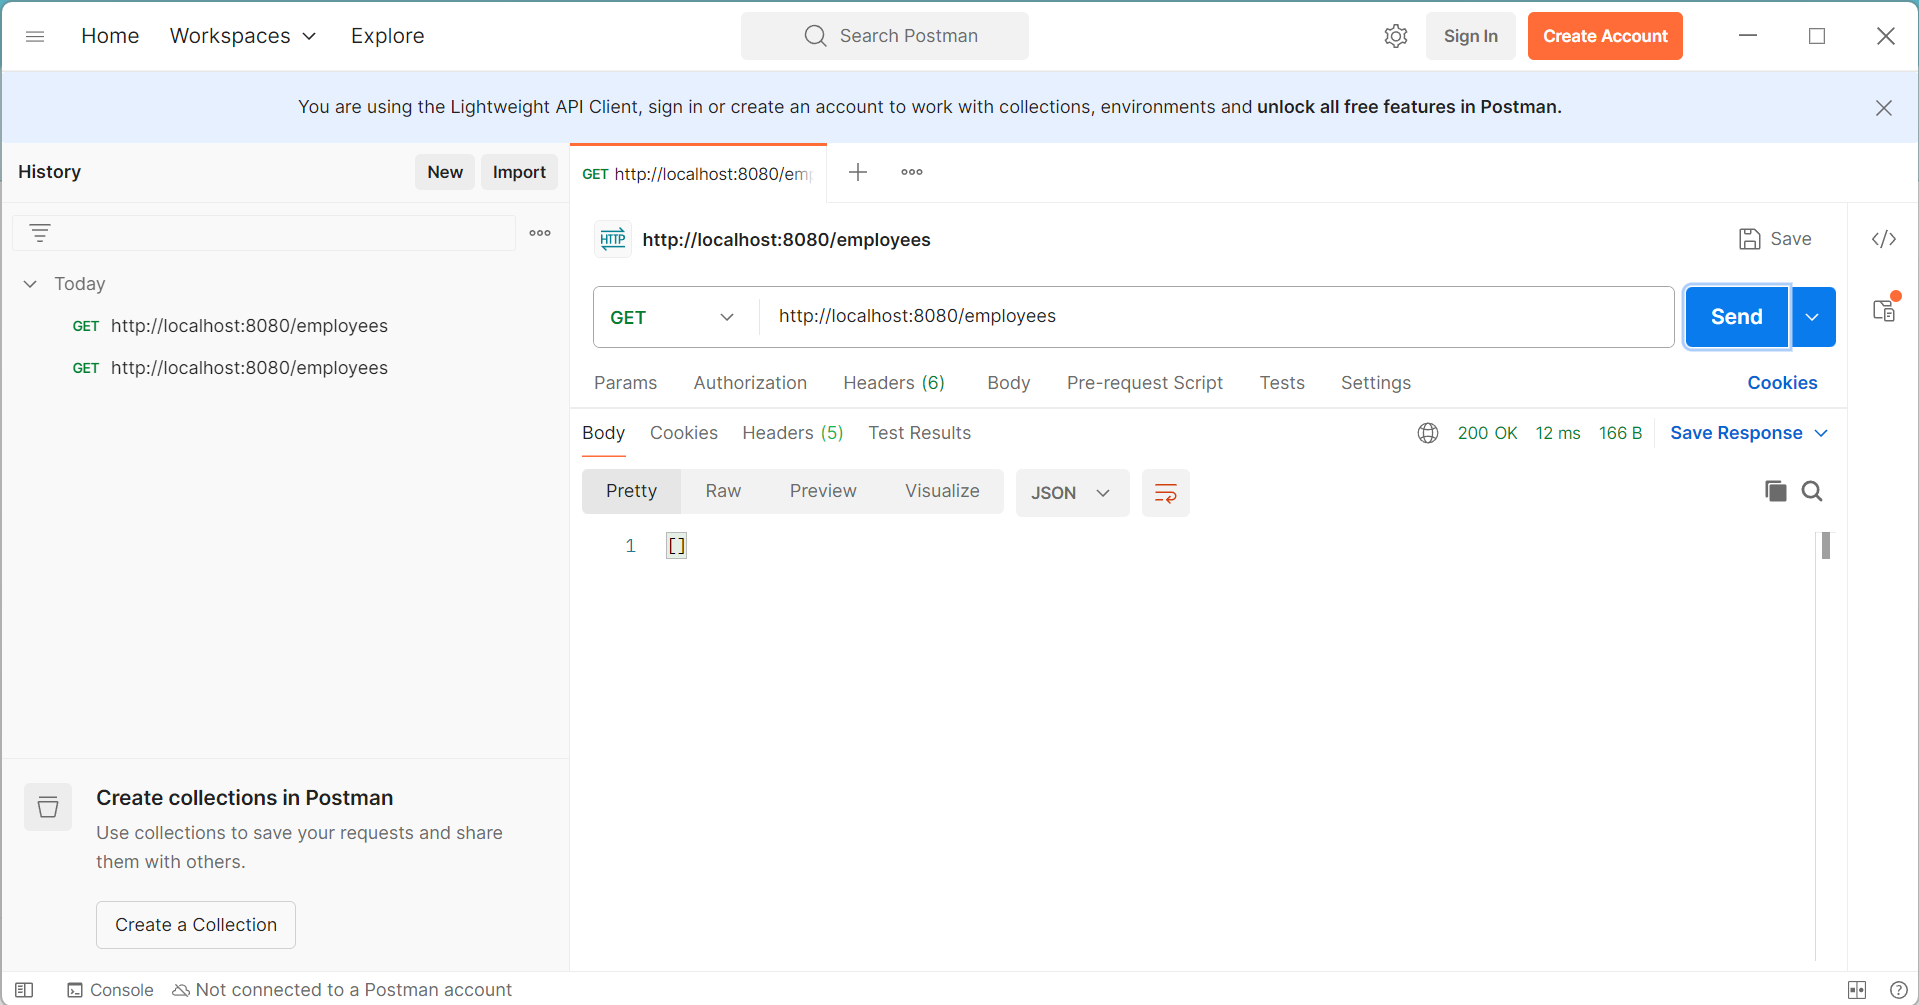 Home Workspaces Explore Search Postman Sign In Create Account
You are using the Lightweight API Client, sign in or create an account to work with collections, environments and unlock all free features in Postman.
History New Import
GET http://localhost:8080/em
HTTP http://localhost:8080/employees Save
Today
GET http://localhost:8080/employees
GET http://localhost:8080/employees
GET http://localhost:8080/employees Send
Params Authorization Headers (6) Body Pre-request Script Tests Settings Cookies
Body Cookies Headers (5) Test Results 200 OK 12 ms 166 B Save Response
Pretty Raw Preview Visualize JSON
1 []
Create collections in Postman
Use collections to save your requests and share
them with others.
Create a Collection
Console Not connected to a Postman account